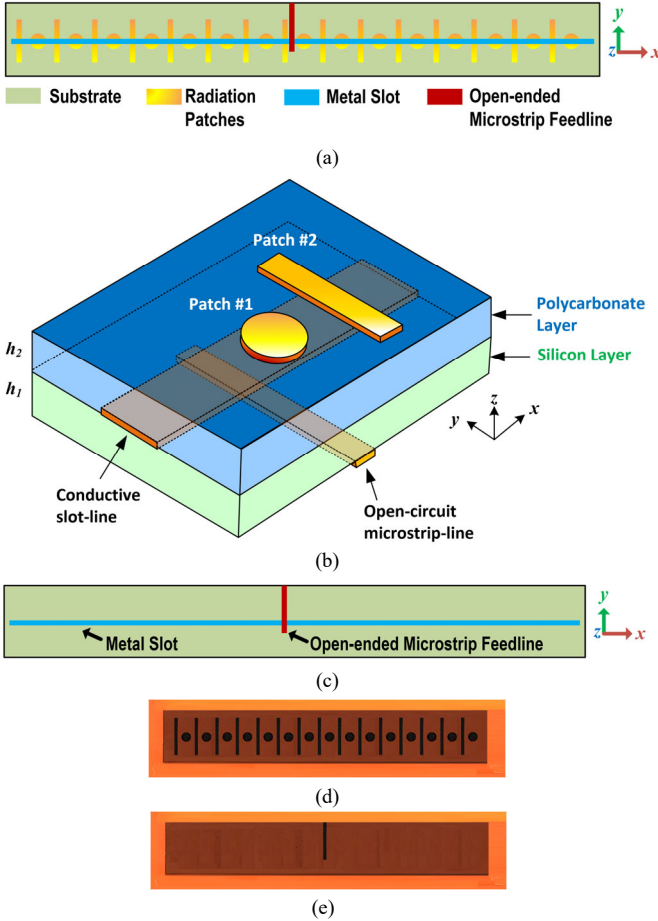 y
z
x
Substrate
Radiation
Patches
Metal Slot
Open-ended
Microstrip Feedline
(a)
Patch #2
Patch #1
Polycarbonate
Layer
h2
Silicon Layer
h1
z
y
x
Conductive
slot-line
Open-circuit
microstrip-line
(b)
y
Metal Slot
Open-ended Microstrip Feedline
z
x
(c)
(d)
(e)